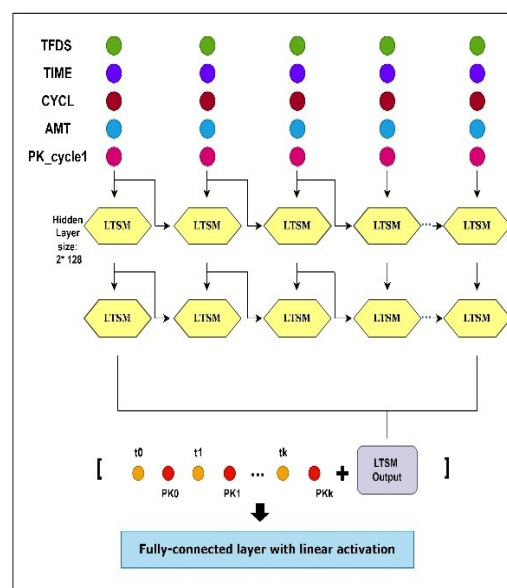 TFDS
TIME
CYCL
AMT
PK_cycle1
Hidden
Layer
size:
2* 128
LTSM LTSM LTSM LTSM LTSM
LTSM LTSM LTSM LTSM LTSM
t0 t1 tk
[ ... + LTSM Output ]
PK0 PK1 PKk
Fully-connected layer with linear activation